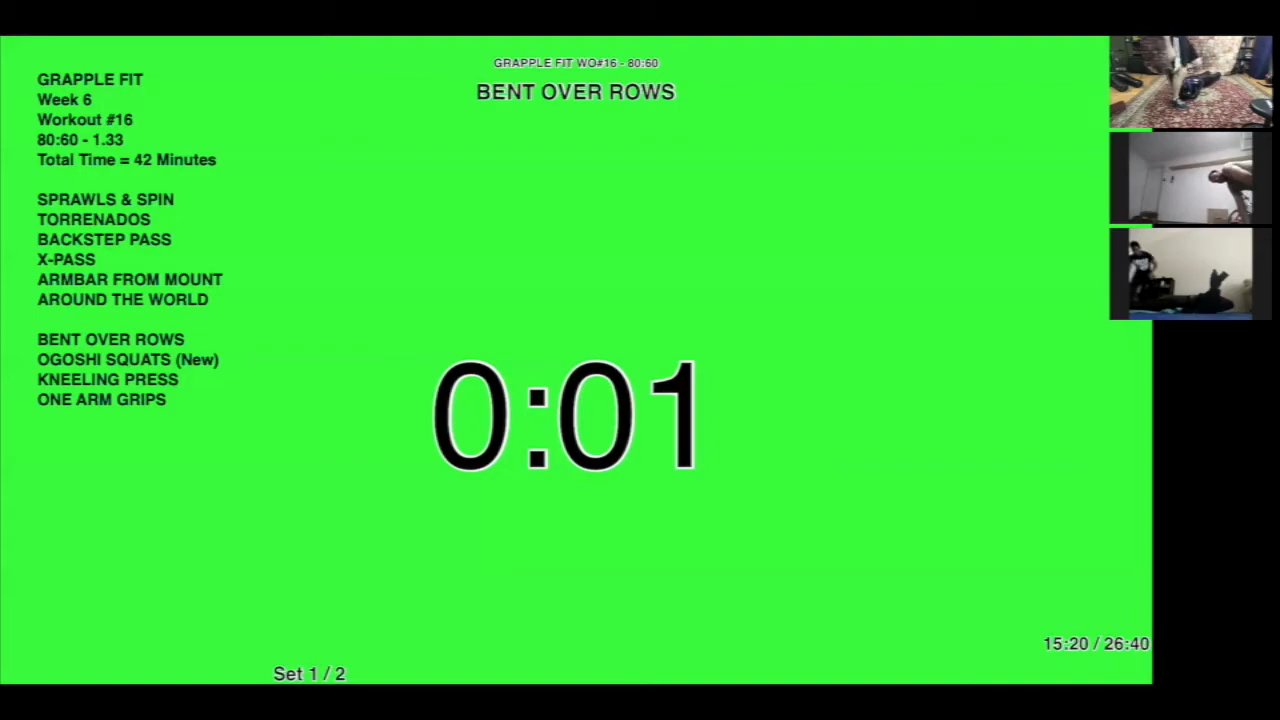 GRAPPLE FIT
Week 6
Workout #16
80:60 - 1.33
Total Time = 42 Minutes
SPRAWLS & SPIN
TORRENADOS
BACKSTEP PASS
X-PASS
ARMBAR FROM MOUNT
AROUND THE WORLD
BENT OVER ROWS
OGOSHI SQUATS (New)
KNEELING PRESS
ONE ARM GRIPS
GRAPPLE FIT WO#16 - 80:60
BENT OVER ROWS
0:01
15:20 / 26:40
Set 1 / 2